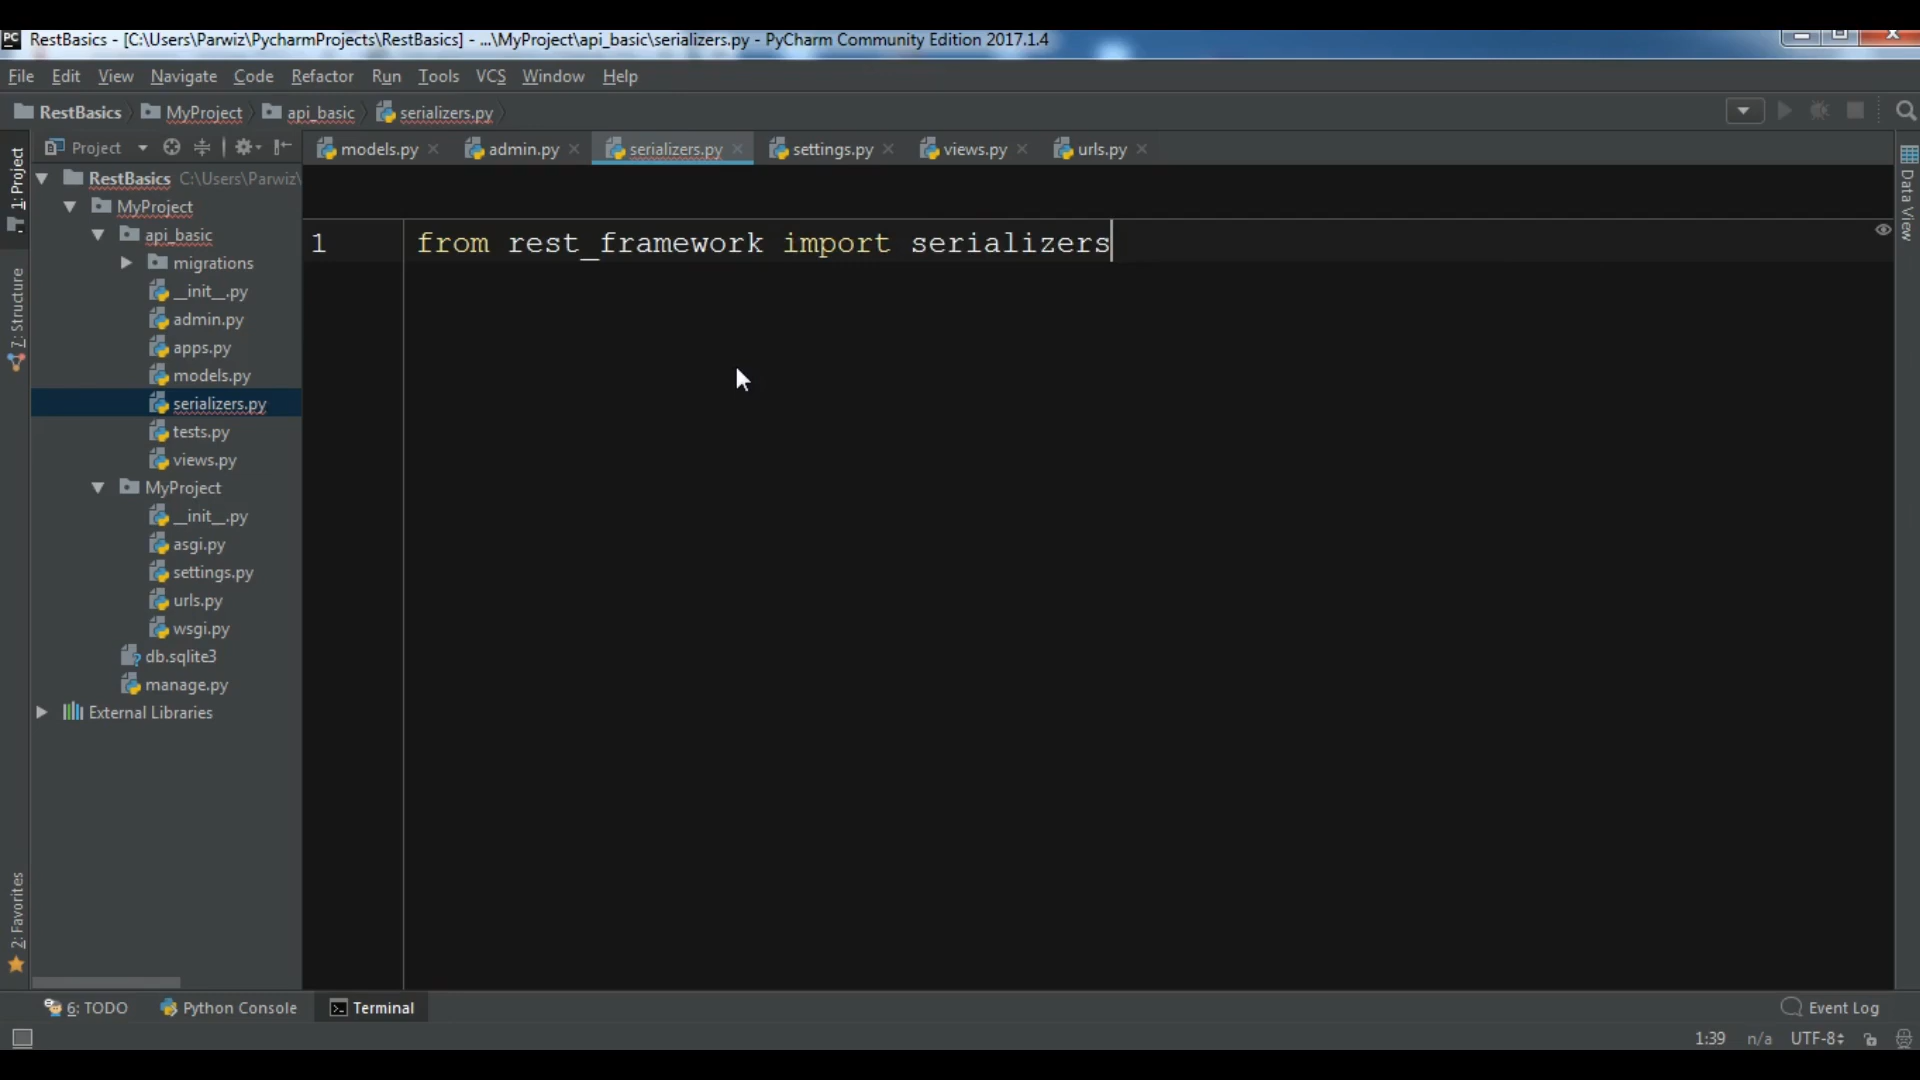 PC RestBasics - [C:\Users\Parwiz\PycharmProjects\RestBasics] - ...\MyProject\api_basic\serializers.py - PyCharm Community Edition 2017.1.4
File Edit View Navigate Code Refactor Run Tools VCS Window Help
RestBasics MyProject api_basic serializers.py
Project
models.py admin.py serializers.py settings.py views.py urls.py
1: Project
7: Structure
2: Favorites
RestBasics C:\Users\Parwiz\
MyProject
api_basic
migrations
__init__.py
admin.py
apps.py
models.py
serializers.py
tests.py
views.py
MyProject
__init__.py
asgi.py
settings.py
urls.py
wsgi.py
db.sqlite3
manage.py
External Libraries
1 from rest_framework import serializers
Data View
6: TODO Python Console Terminal Event Log
1:39 n/a UTF-8